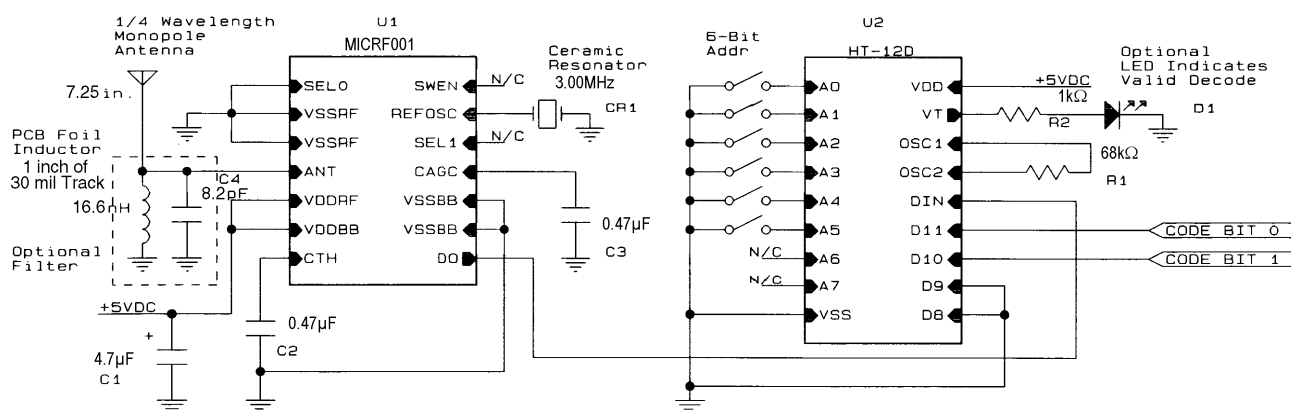 1/4 Wavelength
Monopole
Antenna
7.25 in.
PCB Foil
Inductor
1 inch of
30 mil Track
16.6nH
C4
8.2pF
Optional
Filter
+5VDC
+
4.7µF
C1
U1
MICRF001
SEL0
VSSRF
VSSRF
ANT
VDDRF
VDDBB
CTH
SWEN
REFOSC
SEL1
CAGC
VSSBB
VSSBB
DO
0.47µF
C2
N/C
N/C
Ceramic
Resonator
3.00MHz
CR1
0.47µF
C3
6-Bit
Addr
N/C
N/C
U2
HT-12D
A0
A1
A2
A3
A4
A5
A6
A7
VSS
VDD
VT
OSC1
OSC2
DIN
D11
D10
D9
D8
+5VDC
1kΩ
R2
Optional
LED Indicates
Valid Decode
D1
68kΩ
R1
CODE BIT 0
CODE BIT 1